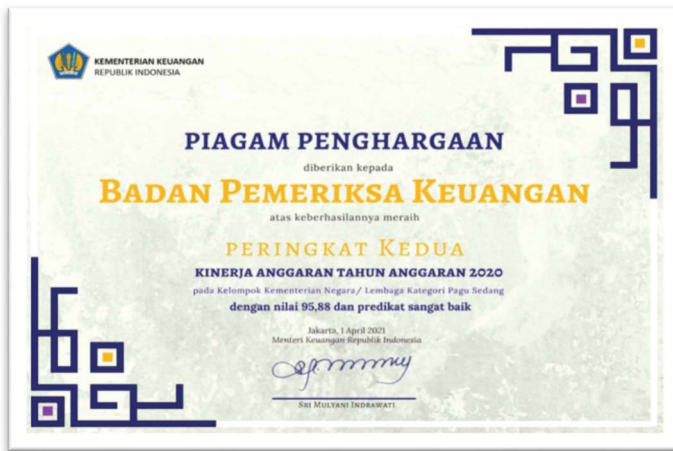 KEMENTERIAN KEUANGAN
REPUBLIK INDONESIA
PIAGAM PENGHARGAAN
diberikan kepada
BADAN PEMERIKSA KEUANGAN
atas keberhasilannya meraih
PERINGKAT KEDUA
KINERJA ANGGARAN TAHUN ANGGARAN 2020
pada Kelompok Kementerian Negara/ Lembaga Kategori Pagu Sedang
dengan nilai 95,88 dan predikat sangat baik
Jakarta, 1 April 2021
Menteri Keuangan Republik Indonesia
SRI MULYANI INDRAWATI